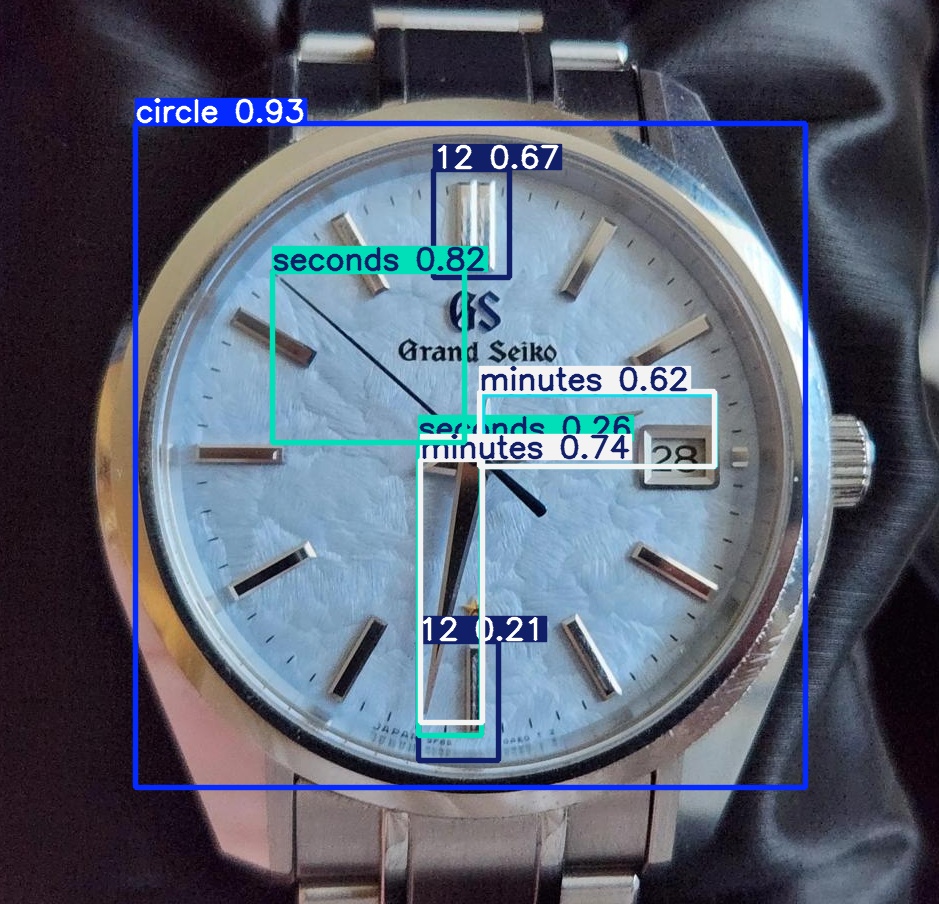 circle 0.93
12 0.67
seconds 0.82
GS
Grand Seiko
minutes 0.62
seconds 0.26
minutes 0.74
28
12 0.21
JAPAN